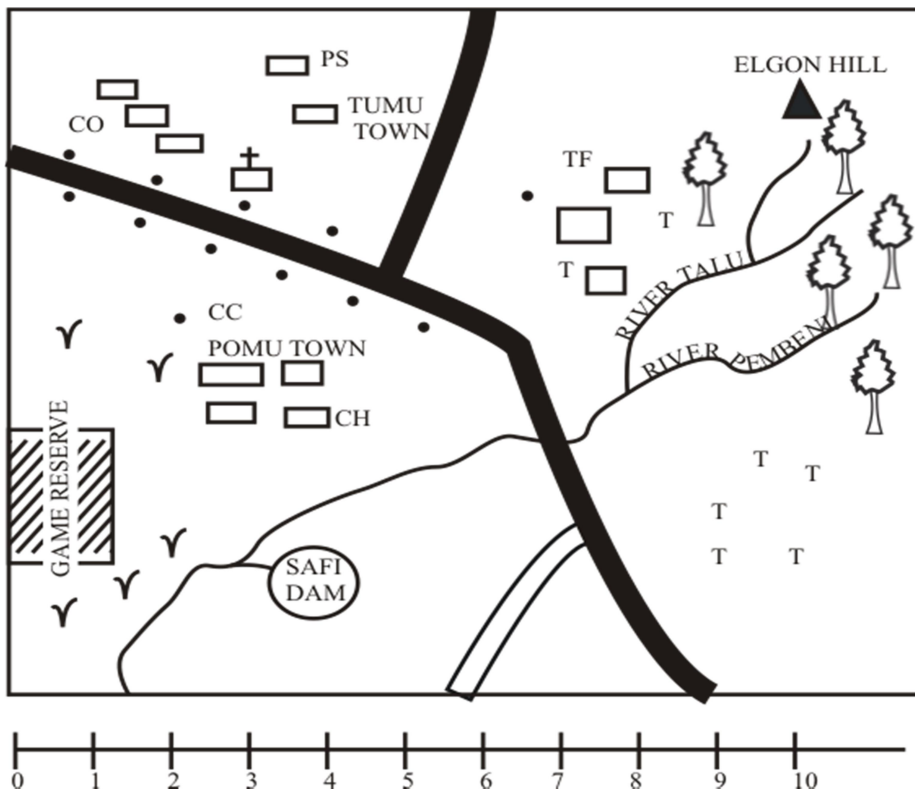 PS
ELGON HILL
TUMU
TOWN
CO
TF
T
T
RIVER TALU
CC
POMU TOWN
RIVER PEMBENI
CH
GAME RESERVE
T
T
T
T
T
SAFI
DAM
0 1 2 3 4 5 6 7 8 9 10